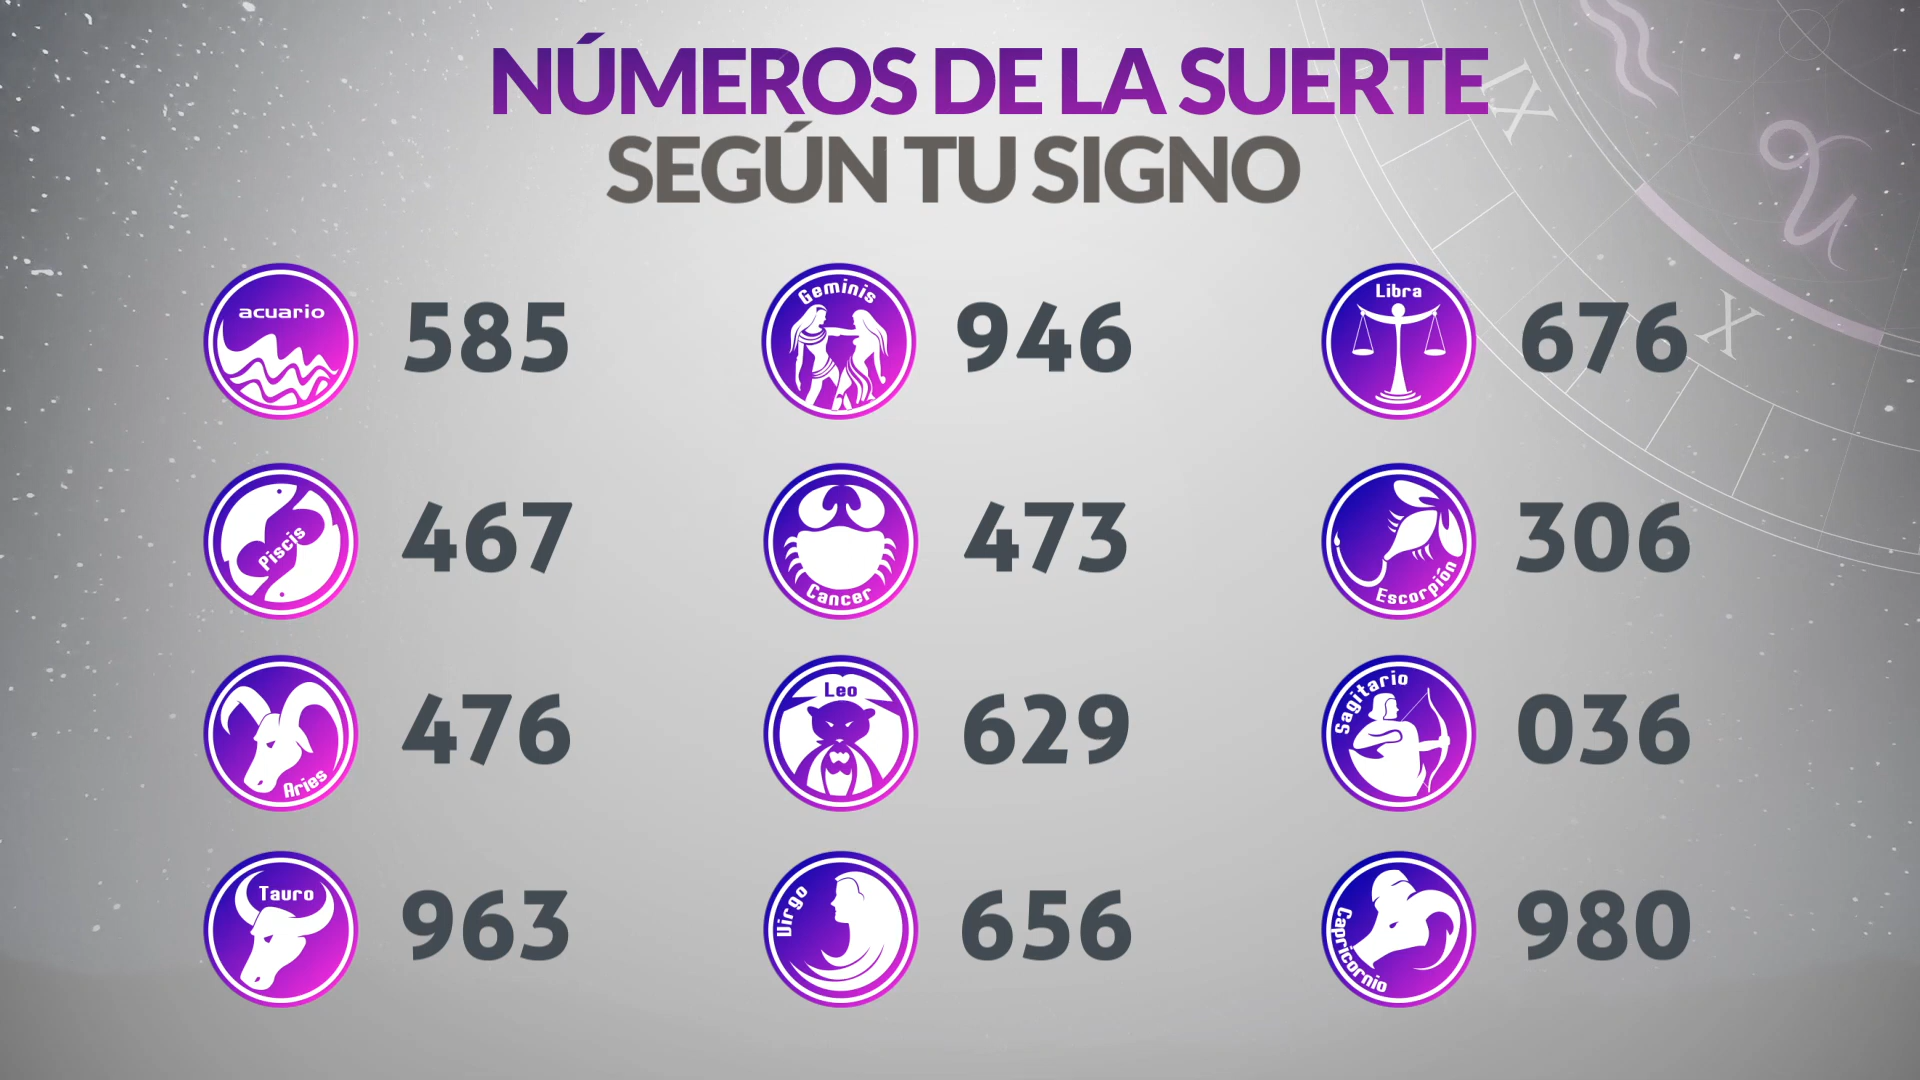 NÚMEROS DE LA SUERTE
SEGÚN TU SIGNO
acuario 585
Geminis 946
Libra 676
Piscis 467
Cancer 473
Escorpión 306
Aries 476
Leo 629
Sagitario 036
Tauro 963
Virgo 656
Capricornio 980